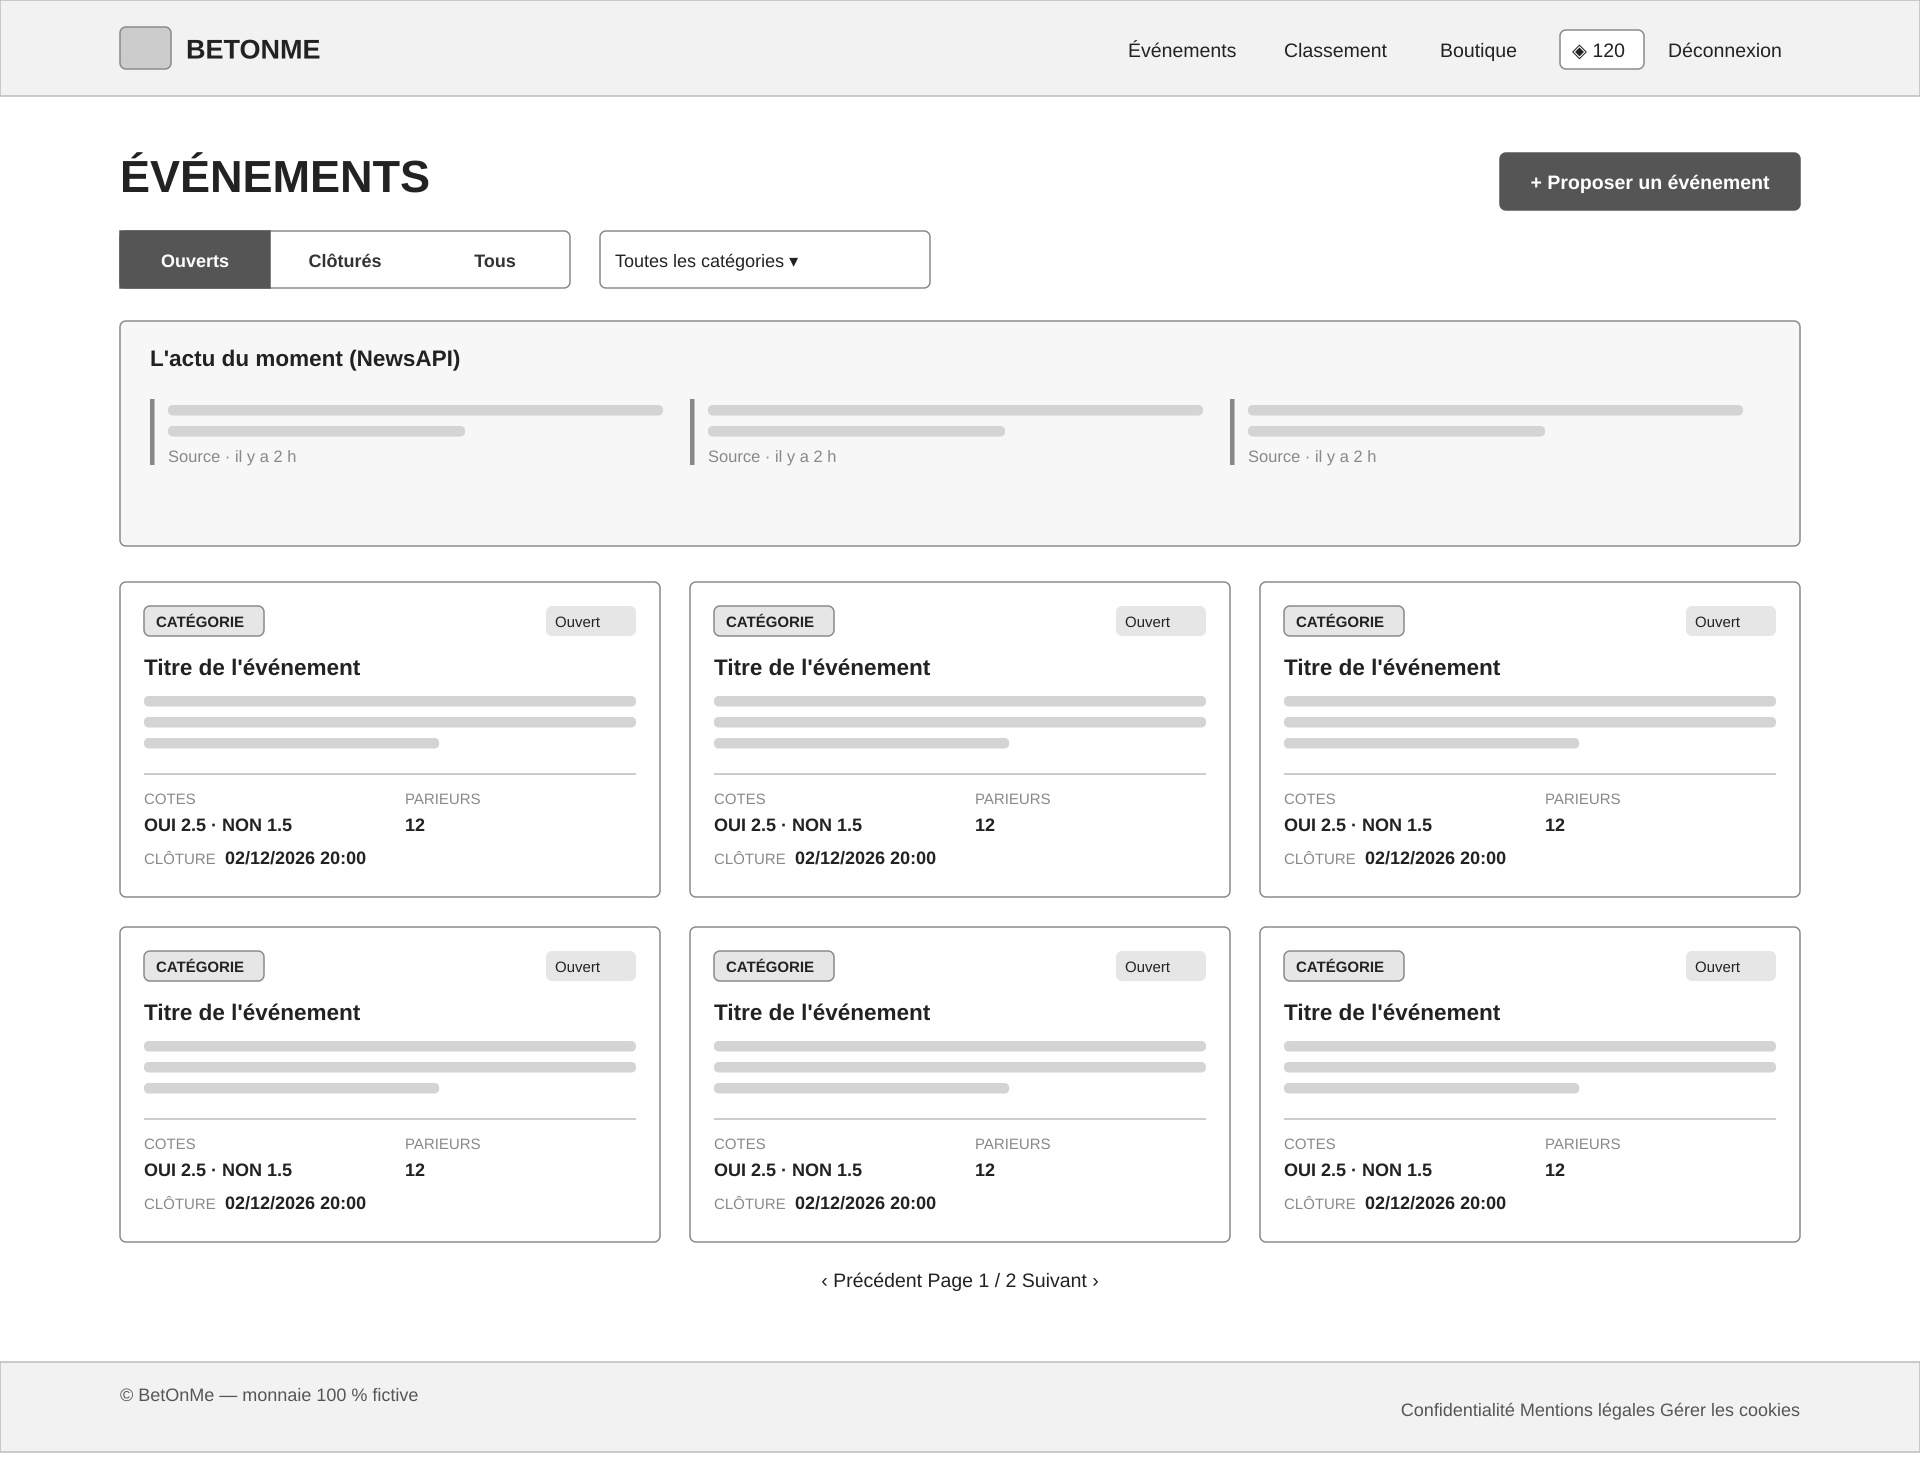 BETONME
Événements Classement Boutique ◈ 120 Déconnexion
ÉVÉNEMENTS
+ Proposer un événement
Ouverts Clôturés Tous
Toutes les catégories ▾
L'actu du moment (NewsAPI)
Source · il y a 2 h
Source · il y a 2 h
Source · il y a 2 h
CATÉGORIE Ouvert
Titre de l'événement
COTES PARIEURS
OUI 2.5 · NON 1.5 12
CLÔTURE 02/12/2026 20:00
CATÉGORIE Ouvert
Titre de l'événement
COTES PARIEURS
OUI 2.5 · NON 1.5 12
CLÔTURE 02/12/2026 20:00
CATÉGORIE Ouvert
Titre de l'événement
COTES PARIEURS
OUI 2.5 · NON 1.5 12
CLÔTURE 02/12/2026 20:00
CATÉGORIE Ouvert
Titre de l'événement
COTES PARIEURS
OUI 2.5 · NON 1.5 12
CLÔTURE 02/12/2026 20:00
CATÉGORIE Ouvert
Titre de l'événement
COTES PARIEURS
OUI 2.5 · NON 1.5 12
CLÔTURE 02/12/2026 20:00
CATÉGORIE Ouvert
Titre de l'événement
COTES PARIEURS
OUI 2.5 · NON 1.5 12
CLÔTURE 02/12/2026 20:00
‹ Précédent Page 1 / 2 Suivant ›
© BetOnMe — monnaie 100 % fictive
Confidentialité Mentions légales Gérer les cookies